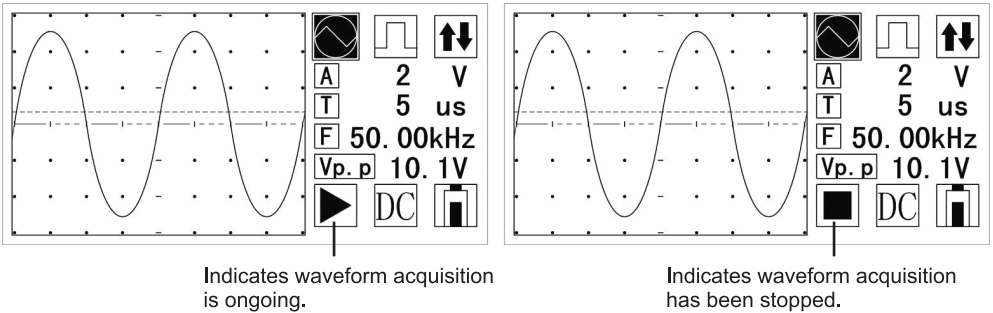 A 2 V
T 5 us
F 50.00kHz
Vp.p 10.1V
DC
Indicates waveform acquisition
is ongoing.
A 2 V
T 5 us
F 50.00kHz
Vp.p 10.1V
DC
Indicates waveform acquisition
has been stopped.